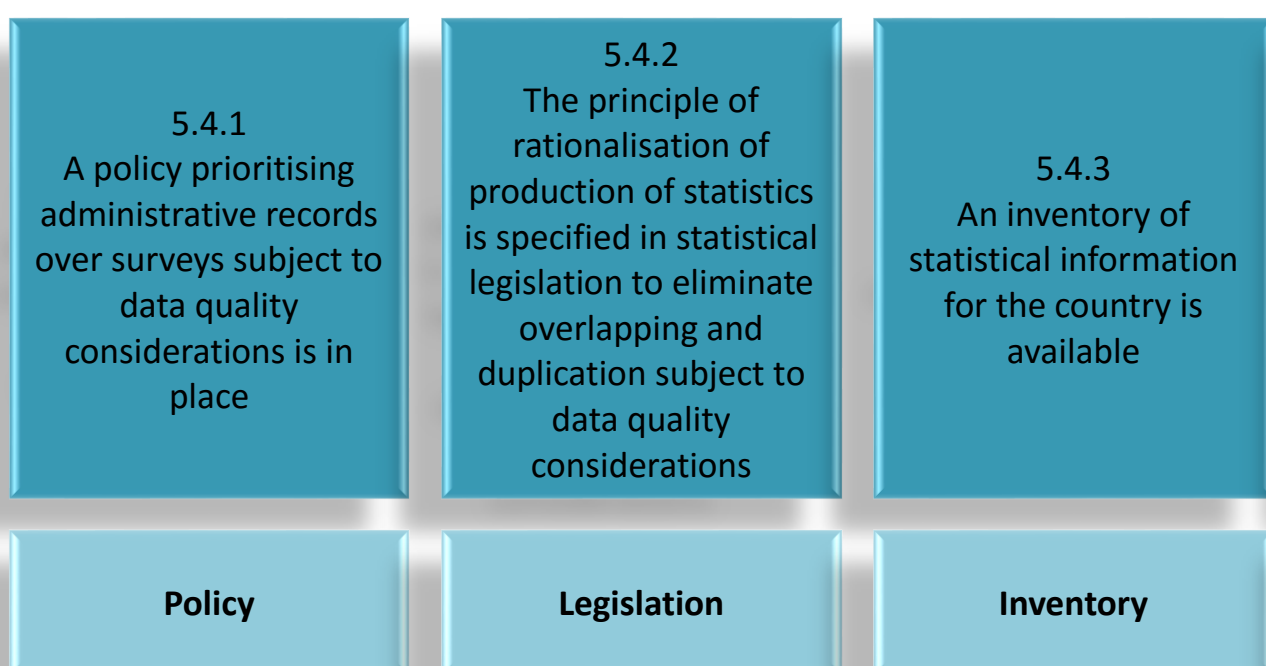 5.4.1
A policy prioritising
administrative records
over surveys subject to
data quality
considerations is in
place
5.4.2
The principle of
rationalisation of
production of statistics
is specified in statistical
legislation to eliminate
overlapping and
duplication subject to
data quality
considerations
5.4.3
An inventory of
statistical information
for the country is
available
Policy
Legislation
Inventory